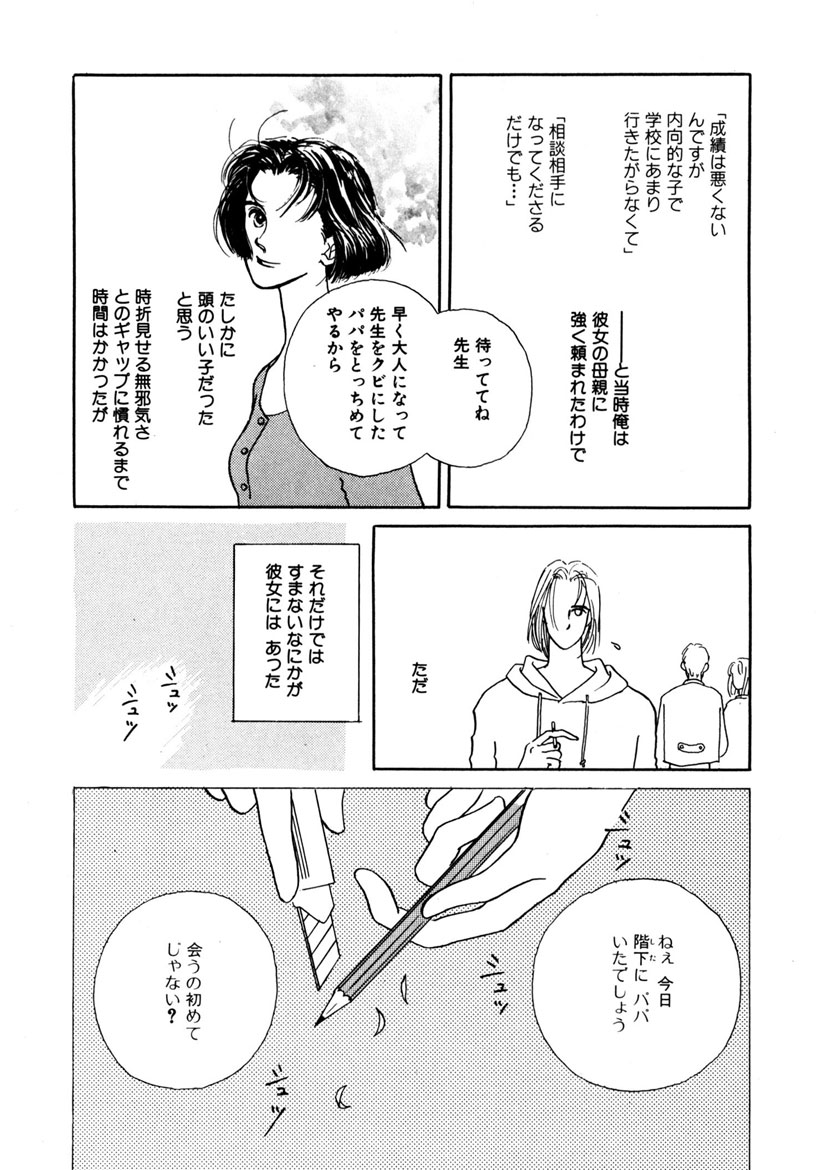 「成績は悪くない
んですが
内向的な子で
学校にあまり
行きたがらなくて」
「相談相手に
なってくださる
だけでも…」
――と当時俺は
彼女の母親に
強く頼まれたわけで
待っててね
先生
早く大人になって
先生をクビにした
パパをとっちめて
やるから
たしかに
頭のいい子だった
と思う
時折見せる無邪気さ
とのギャップに慣れるまで
時間はかかったが
ただ
それだけでは
すまないなにかが
彼女には あった
シュッ
シュッ
シュッ
シュッ
ねえ 今日
階下に パパ
した
いたでしょう
会うの初めて
じゃない?